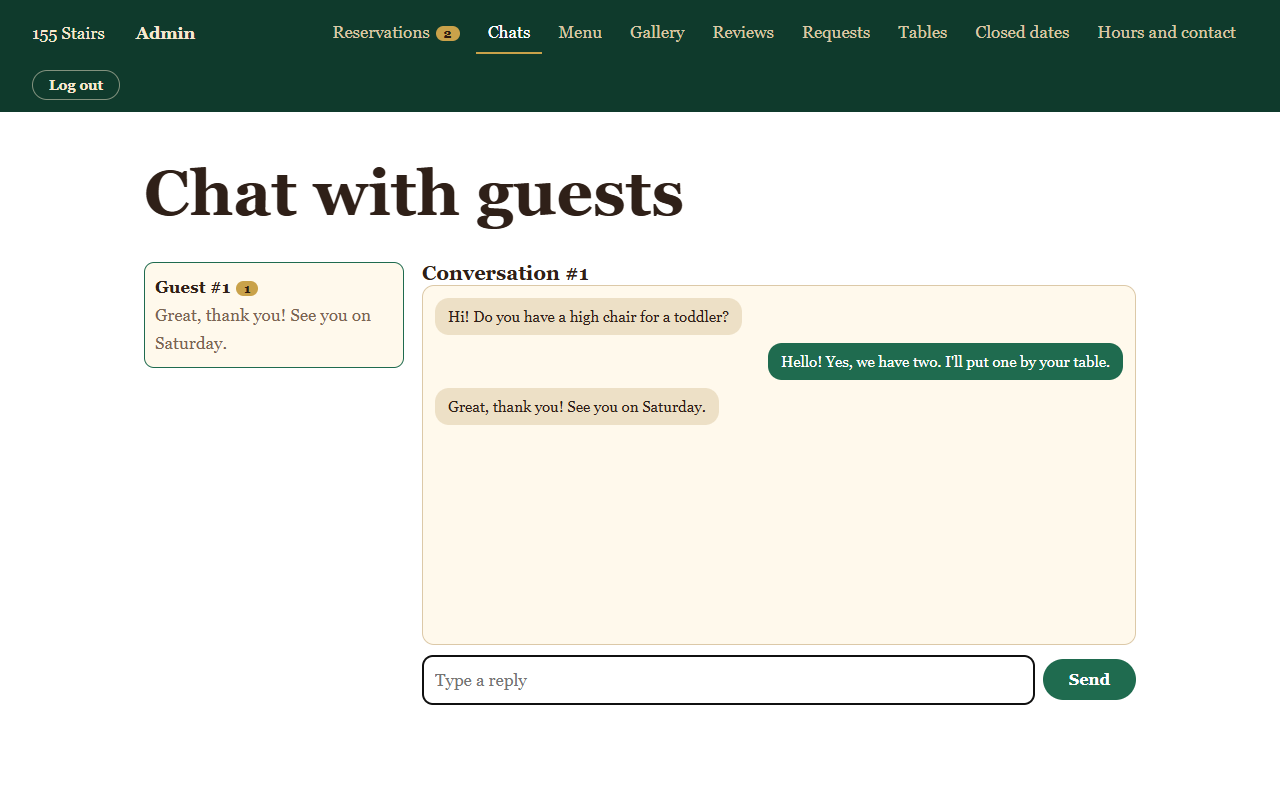 155 Stairs Admin Reservations 2 Chats Menu Gallery Reviews Requests Tables Closed dates Hours and contact
Log out
Chat with guests
Guest #1 1
Great, thank you! See you on
Saturday.
Conversation #1
Hi! Do you have a high chair for a toddler?
Hello! Yes, we have two. I'll put one by your table.
Great, thank you! See you on Saturday.
Type a reply
Send